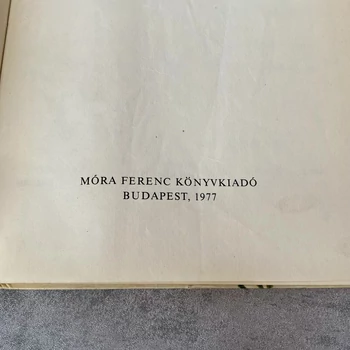 MÓRA FERENC KÖNYVKIADÓ
BUDAPEST, 1977